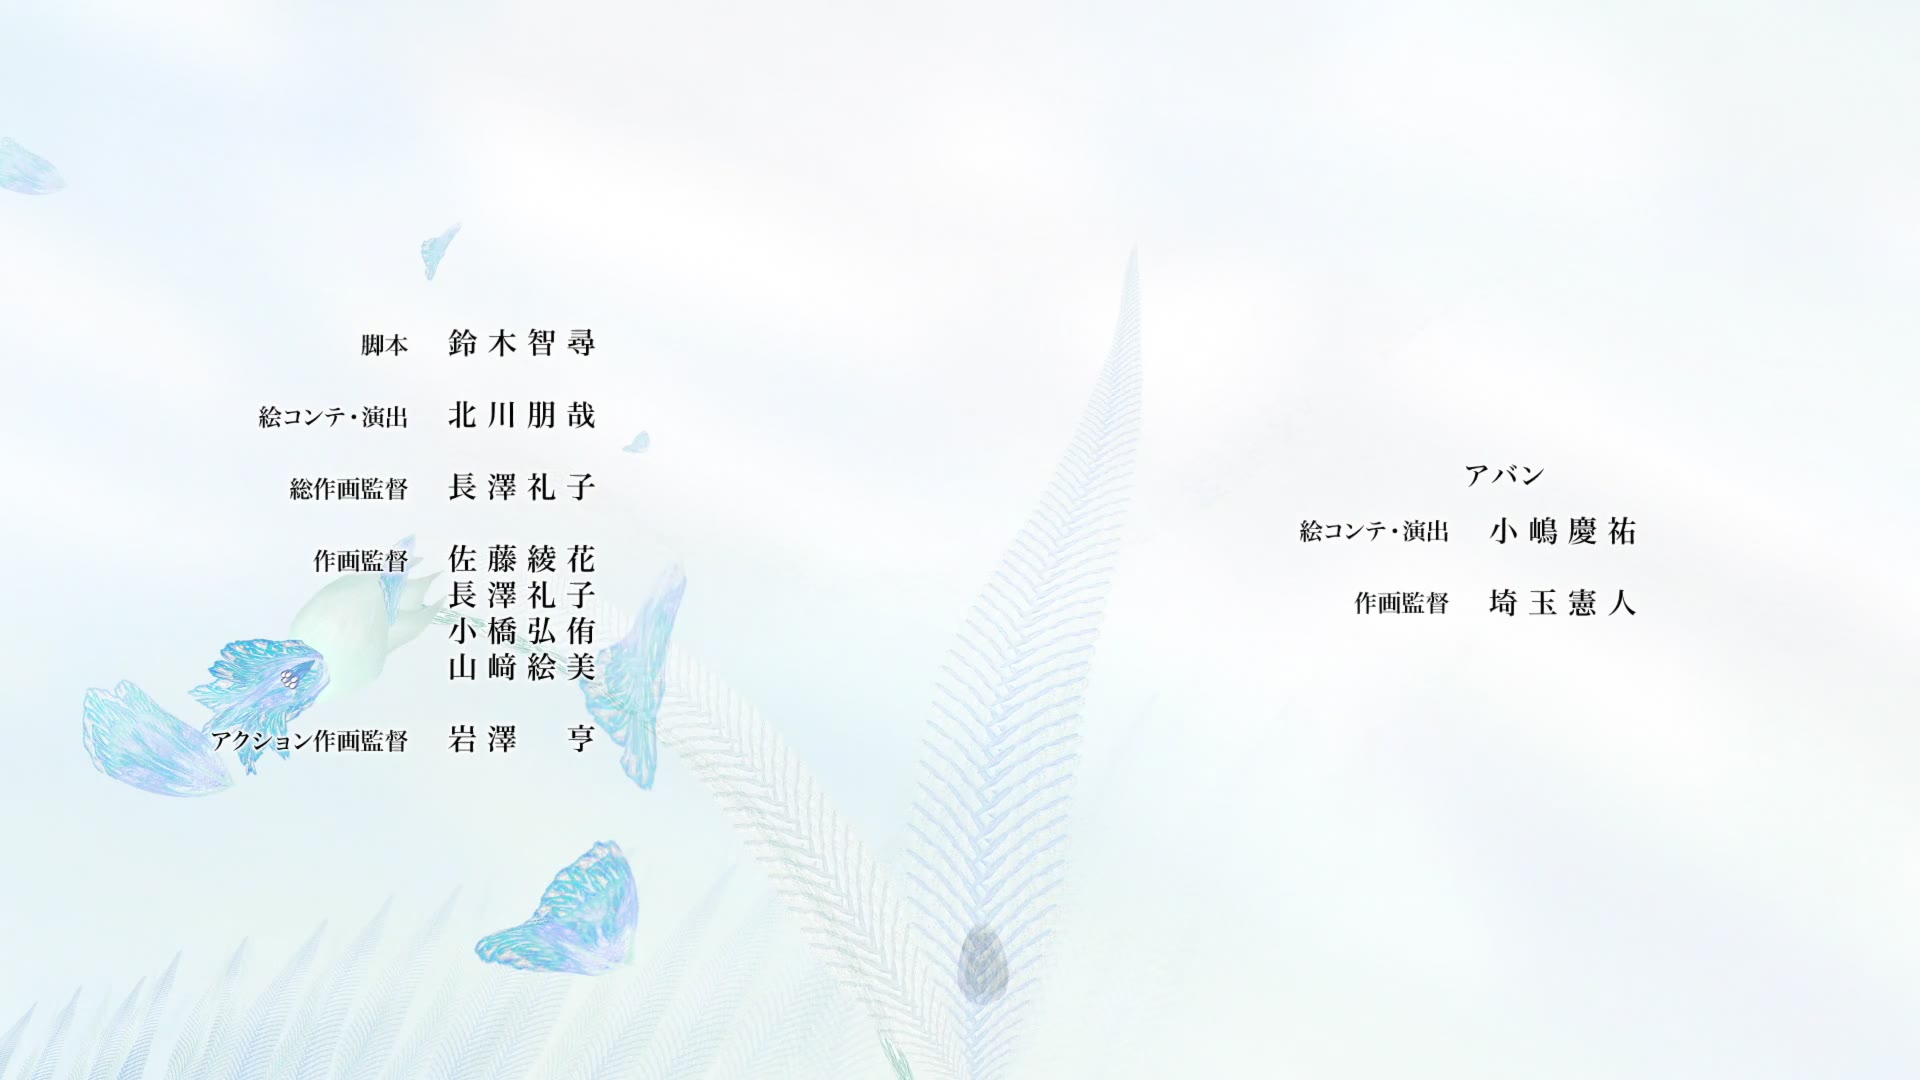 脚本 鈴木智尋
絵コンテ・演出 北川朋哉
総作画監督 長澤礼子
作画監督 佐藤綾花
長澤礼子
小橋弘侑
山﨑絵美
アクション作画監督 岩澤 亨
アバン
絵コンテ・演出 小嶋慶祐
作画監督 埼玉憲人